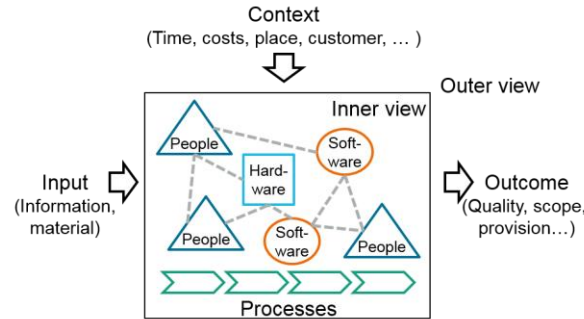 Context
(Time, costs, place, customer, … )
Outer view
Inner view
People
Soft-
ware
Hard-
ware
Input
(Information,
material)
Outcome
(Quality, scope,
provision…)
People
Soft-
ware
People
Processes